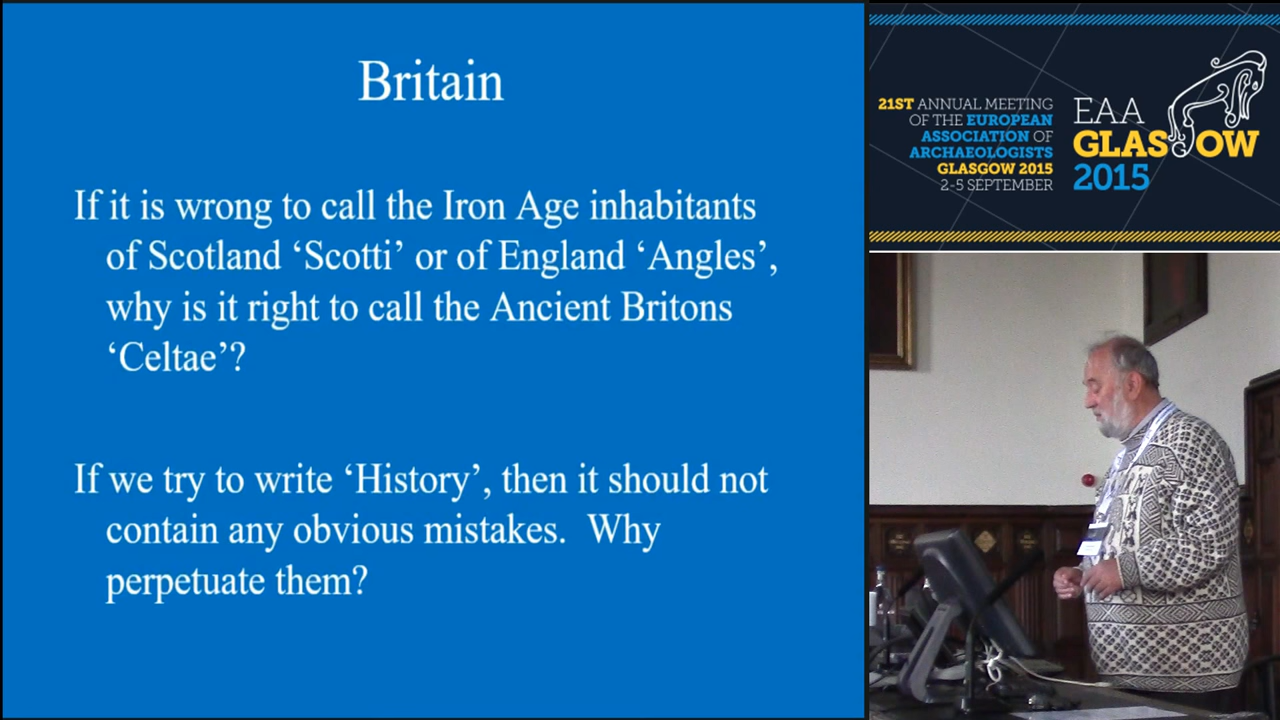 Britain
If it is wrong to call the Iron Age inhabitants
of Scotland ‘Scotti’ or of England ‘Angles’,
why is it right to call the Ancient Britons
‘Celtae’?
If we try to write ‘History’, then it should not
contain any obvious mistakes.  Why
perpetuate them?
21ST ANNUAL MEETING
OF THE EUROPEAN
ASSOCIATION OF
ARCHAEOLOGISTS
GLASGOW 2015
2-5 SEPTEMBER
EAA
GLASGOW
2015